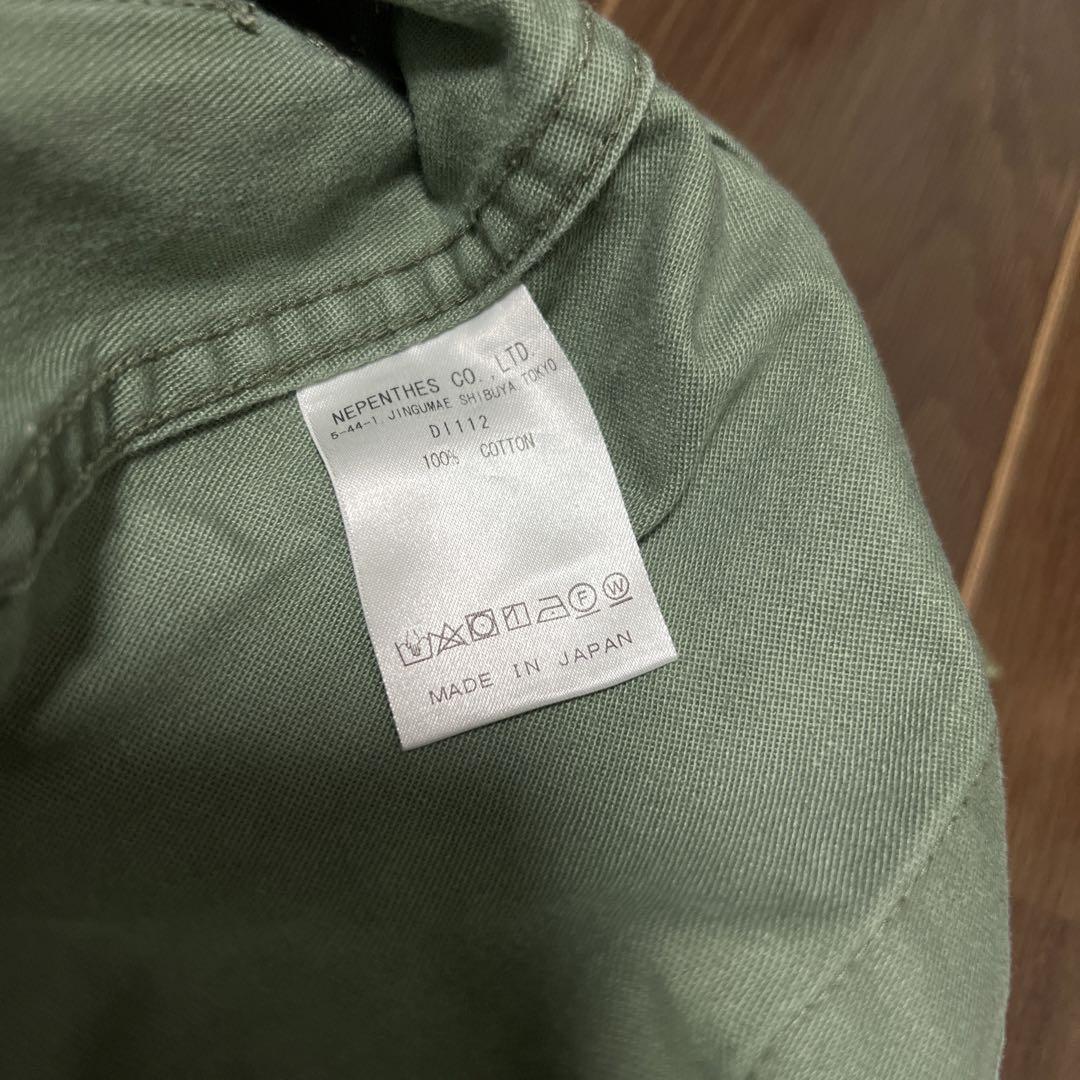 NEPENTHES CO.,LTD.
5-44-1, JINGUMAE SHIBUYA TOKYO
DI112
100% COTTON
F W
MADE IN JAPAN